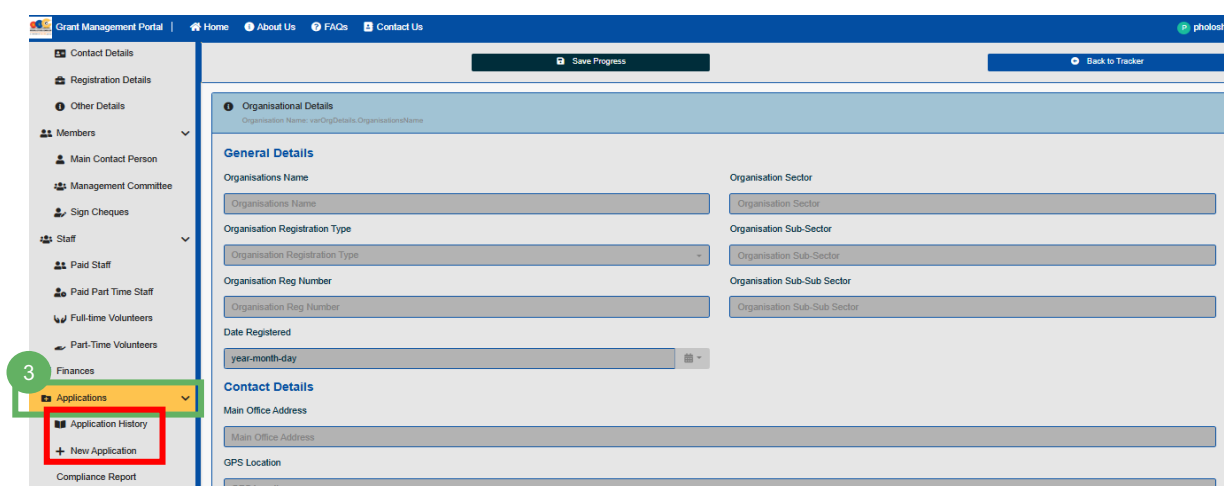 Grant Management Portal | Home About Us FAQs Contact Us
Contact Details
Registration Details
Other Details
Members
Main Contact Person
Management Committee
Sign Cheques
Staff
Paid Staff
Paid Part Time Staff
Full-time Volunteers
Part-Time Volunteers
3
Finances
Applications
Application History
New Application
Compliance Report
Save Progress
Back to Tracker
Organisational Details
Organisation Name: varOrgDetails.OrganisationsName
General Details
Organisations Name
Organisations Name
Organisation Registration Type
Organisation Registration Type
Organisation Reg Number
Organisation Reg Number
Date Registered
year-month-day
Organisation Sector
Organisation Sector
Organisation Sub-Sector
Organisation Sub-Sector
Organisation Sub-Sub Sector
Organisation Sub-Sub Sector
Contact Details
Main Office Address
Main Office Address
GPS Location